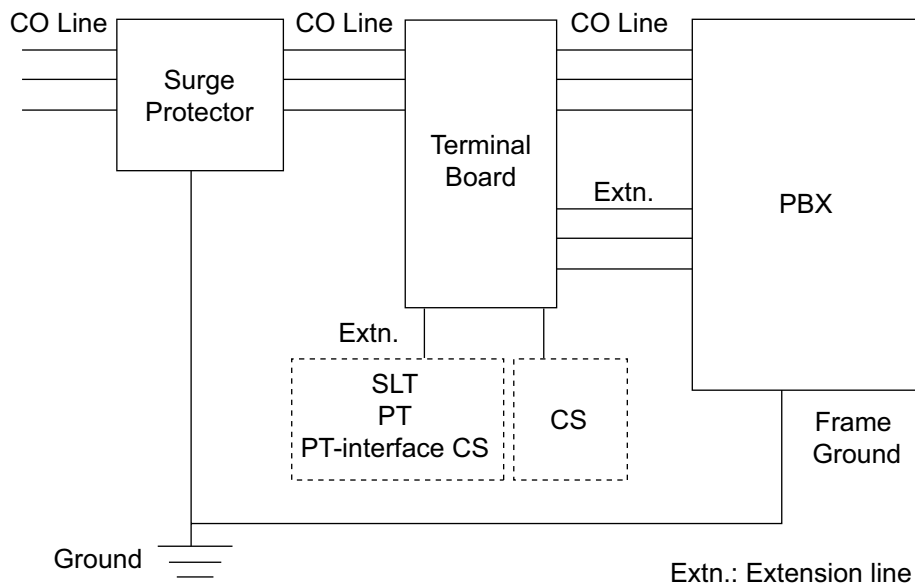 CO Line
CO Line
CO Line
Surge
Protector
Terminal
Board
Extn.
PBX
Extn.
SLT
PT
PT-interface CS
CS
Frame
Ground
Ground
Extn.: Extension line